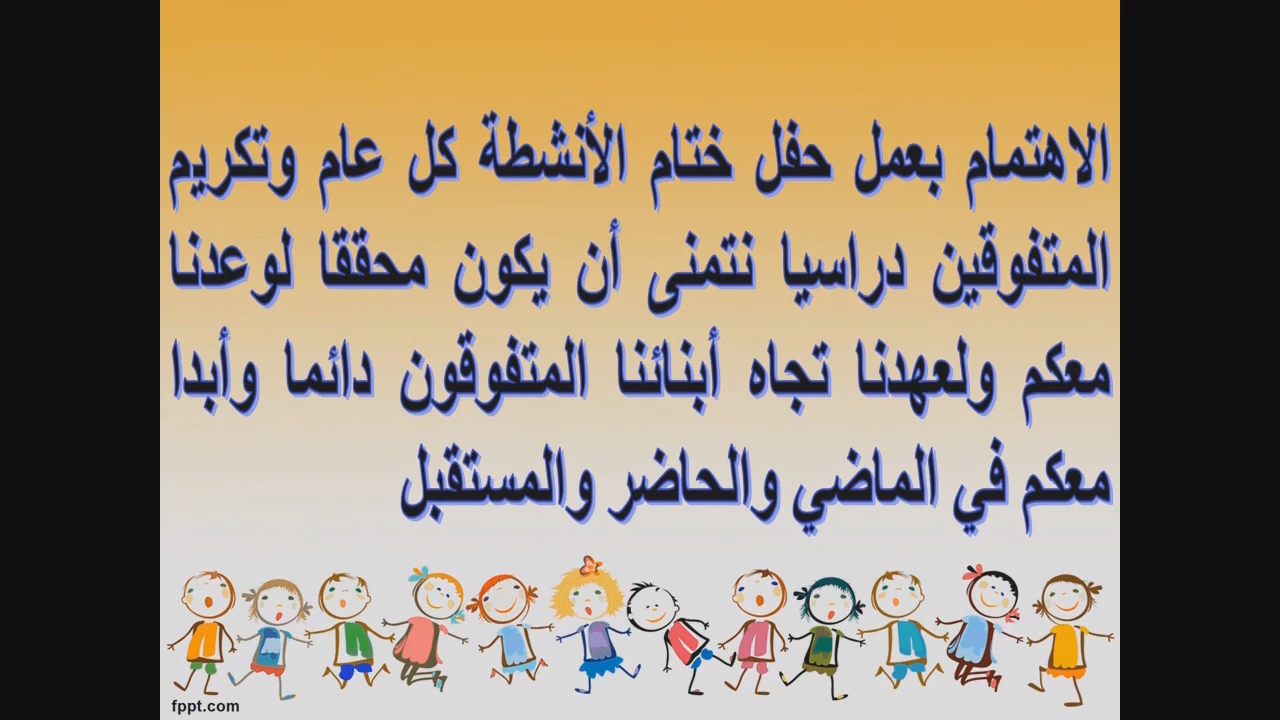 الاهتمام بعمل حفل ختام الأنشطة كل عام وتكريم
المتفوقين دراسيا نتمنى أن يكون محققا لوعدنا
معكم ولعهدنا تجاه أبنائنا المتفوقون دائما وأبدا
معكم في الماضي والحاضر والمستقبل
fppt.com